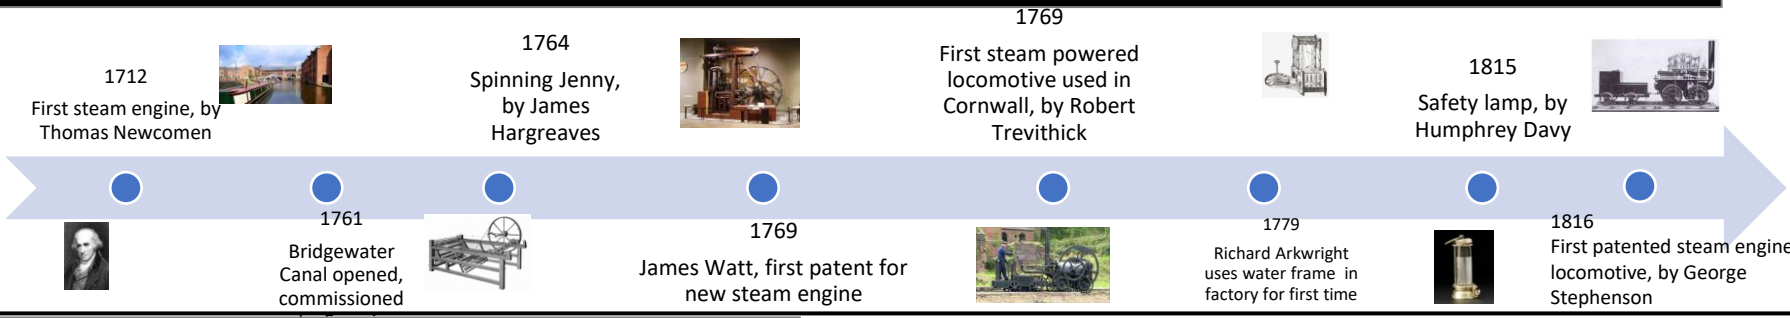 1712
First steam engine, by
Thomas Newcomen
1761
Bridgewater
Canal opened,
commissioned
1764
Spinning Jenny,
by James
Hargreaves
1769
James Watt, first patent for
new steam engine
1769
First steam powered
locomotive used in
Cornwall, by Robert
Trevithick
1779
Richard Arkwright
uses water frame in
factory for first time
1815
Safety lamp, by
Humphrey Davy
1816
First patented steam engine
locomotive, by George
Stephenson